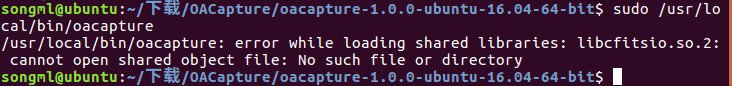 songml@ubuntu:~/下载/OACapture/oacapture-1.0.0-ubuntu-16.04-64-bit$ sudo /usr/lo
cal/bin/oacapture
/usr/local/bin/oacapture: error while loading shared libraries: libcfitsio.so.2:
 cannot open shared object file: No such file or directory
songml@ubuntu:~/下载/OACapture/oacapture-1.0.0-ubuntu-16.04-64-bit$